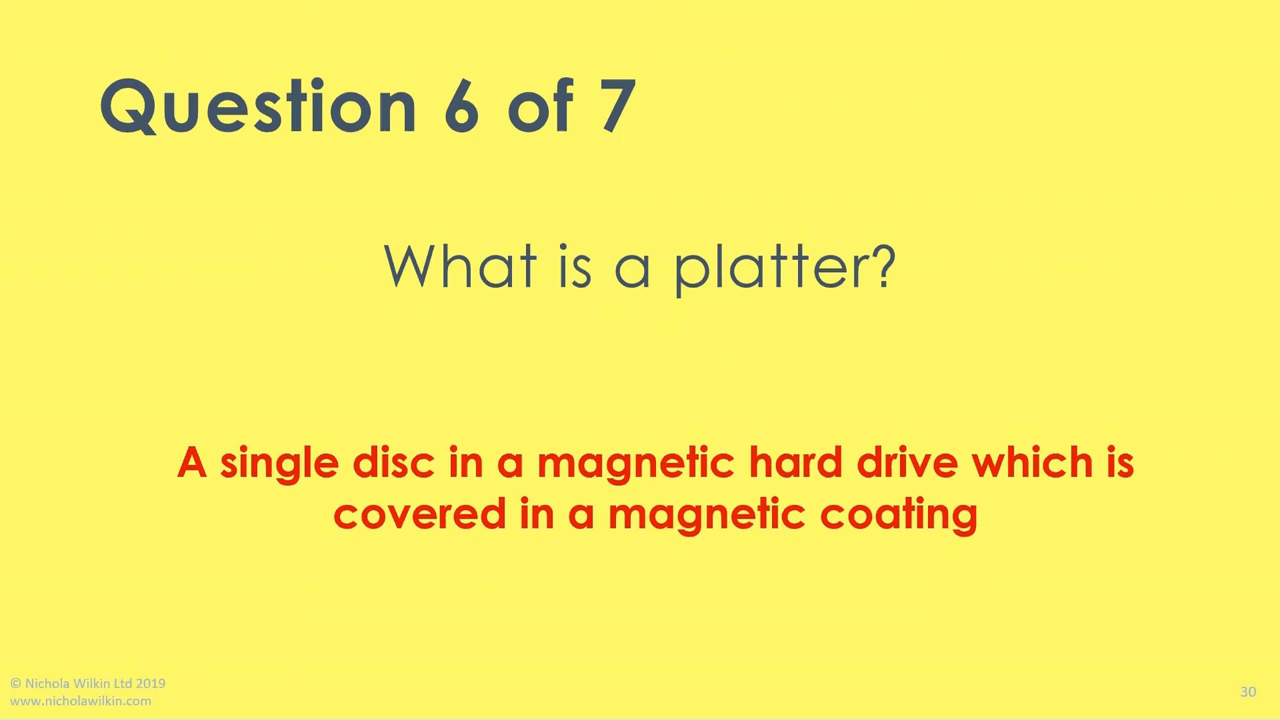 Question 6 of 7
What is a platter?
A single disc in a magnetic hard drive which is
covered in a magnetic coating
© Nichola Wilkin Ltd 2019
www.nicholawilkin.com
30